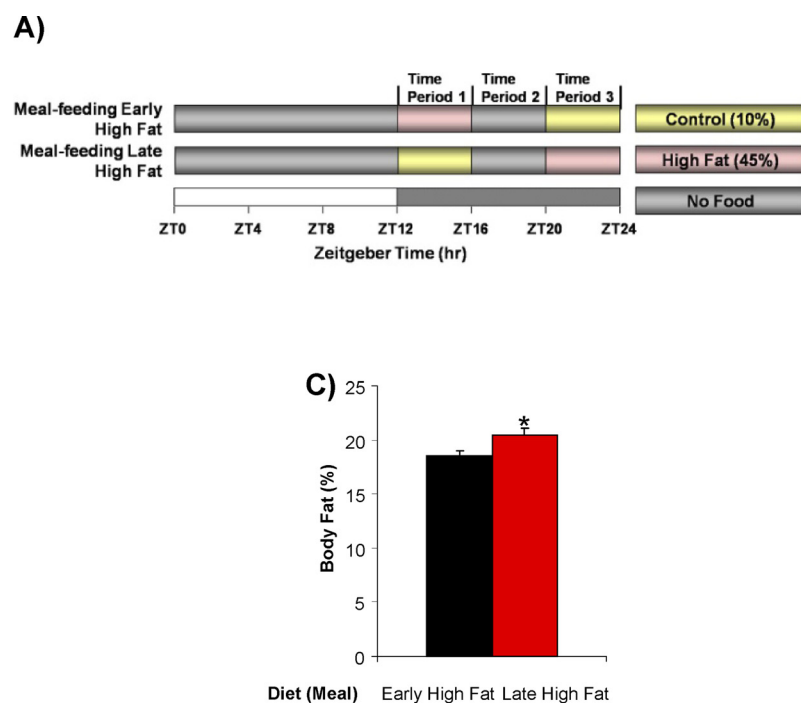 A)
Time Period 1
Time Period 2
Time Period 3
Meal-feeding Early
High Fat
Meal-feeding Late
High Fat
Control (10%)
High Fat (45%)
No Food
ZT0 ZT4 ZT8 ZT12 ZT16 ZT20 ZT24
Zeitgeber Time (hr)
C)
25
20
15
10
5
0
Body Fat (%)
*
Diet (Meal) Early High Fat Late High Fat